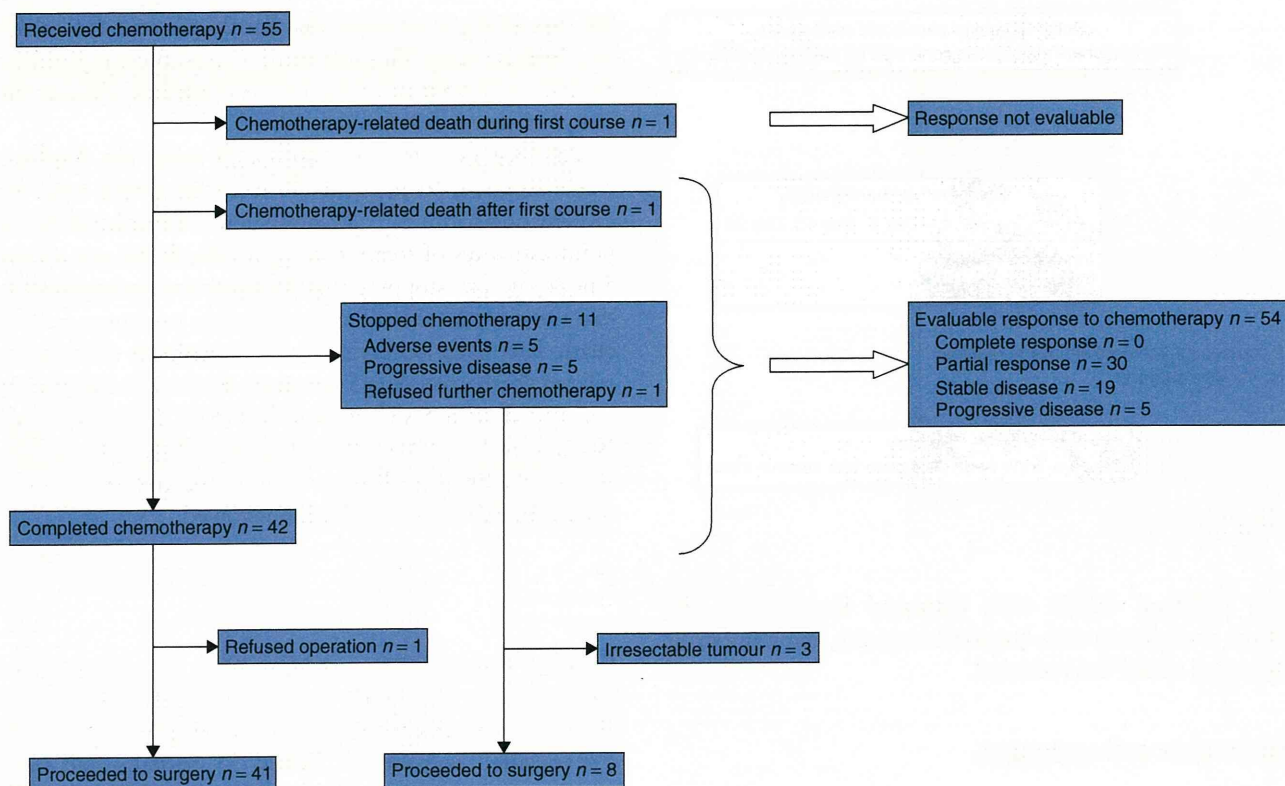 Received chemotherapy n = 55
Chemotherapy-related death during first course n = 1
Response not evaluable
Chemotherapy-related death after first course n = 1
Stopped chemotherapy n = 11
Adverse events n = 5
Progressive disease n = 5
Refused further chemotherapy n = 1
Evaluable response to chemotherapy n = 54
Complete response n = 0
Partial response n = 30
Stable disease n = 19
Progressive disease n = 5
Completed chemotherapy n = 42
Refused operation n = 1
Irresectable tumour n = 3
Proceeded to surgery n = 41
Proceeded to surgery n = 8